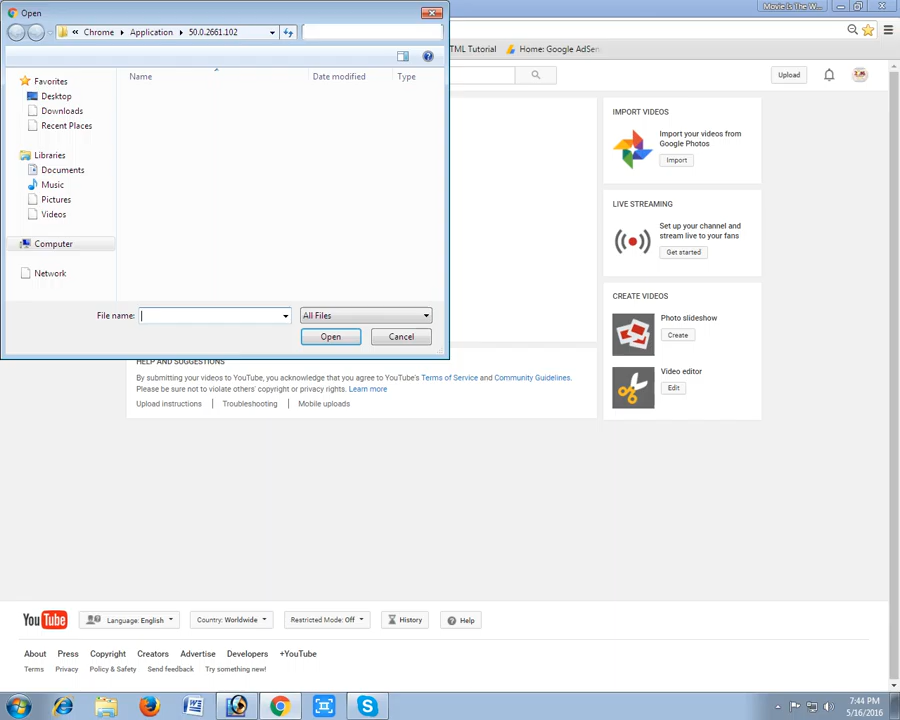 Open
Movie Is The W...
« Chrome Application 50.0.2661.102
TML Tutorial Home: Google AdSen
Name Date modified Type
Upload
Favorites
Desktop
Downloads
Recent Places
Libraries
Documents
Music
Pictures
Videos
Computer
Network
File name: All Files
Open Cancel
IMPORT VIDEOS
Import your videos from
Google Photos
Import
LIVE STREAMING
Set up your channel and
stream live to your fans
Get started
CREATE VIDEOS
Photo slideshow
Create
Video editor
Edit
HELP AND SUGGESTIONS
By submitting your videos to YouTube, you acknowledge that you agree to YouTube's Terms of Service and Community Guidelines.
Please be sure not to violate others' copyright or privacy rights. Learn more
Upload instructions | Troubleshooting | Mobile uploads
YouTube Language: English Country: Worldwide Restricted Mode: Off History Help
About Press Copyright Creators Advertise Developers +YouTube
Terms Privacy Policy & Safety Send feedback Try something new!
7:44 PM
5/16/2016